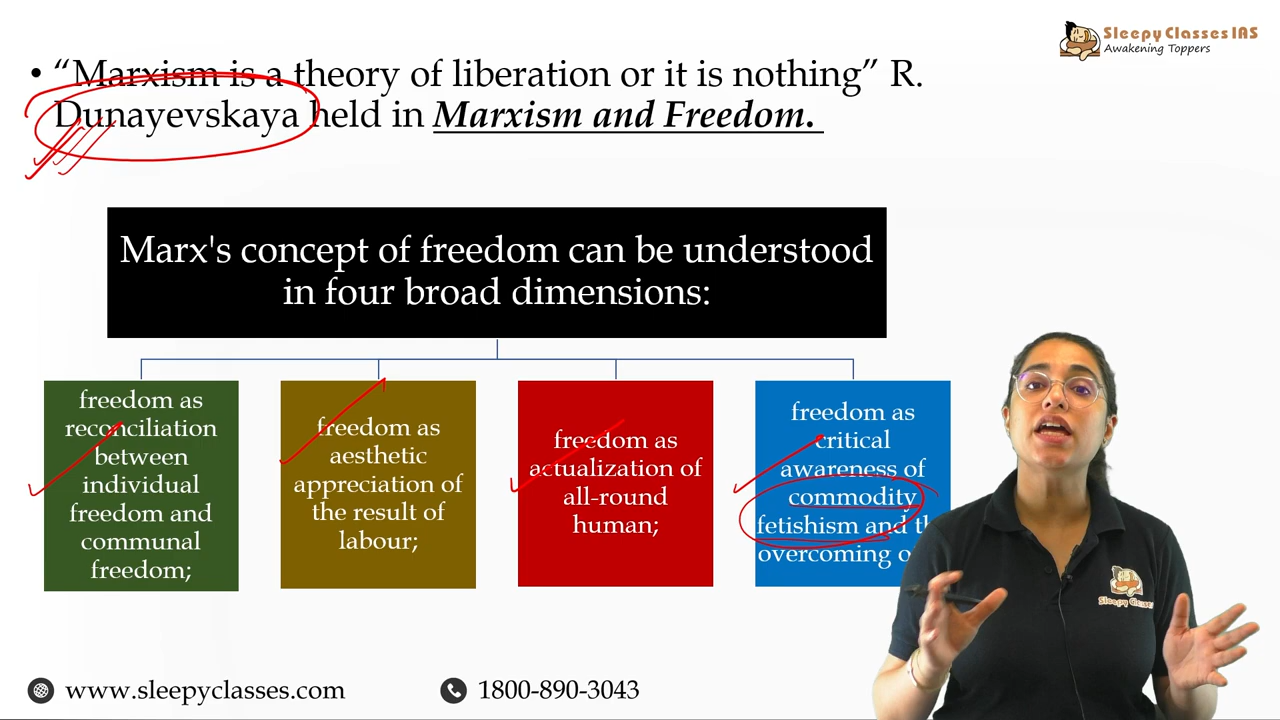 Sleepy Classes IAS
Awakening Toppers
• “Marxism is a theory of liberation or it is nothing” R.
Dunayevskaya held in Marxism and Freedom.
Marx's concept of freedom can be understood
in four broad dimensions:
freedom as
reconciliation
between
individual
freedom and
communal
freedom;
freedom as
aesthetic
appreciation of
the result of
labour;
freedom as
actualization of
all-round
human;
freedom as
critical
awareness of
commodity
fetishism and
overcoming
Sleepy Classes
www.sleepyclasses.com
1800-890-3043